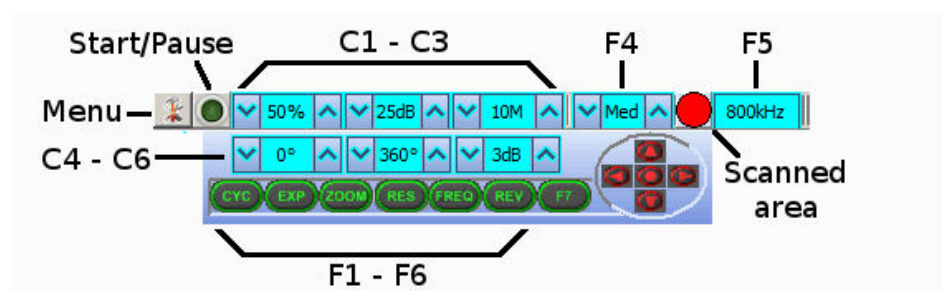 Start/Pause C1 - C3 F4 F5
Menu 50% 25dB 10M Med 800kHz
C4 - C6 0° 360° 3dB Scanned
area
CYC EXP ZOOM RES FREQ REV F7
F1 - F6